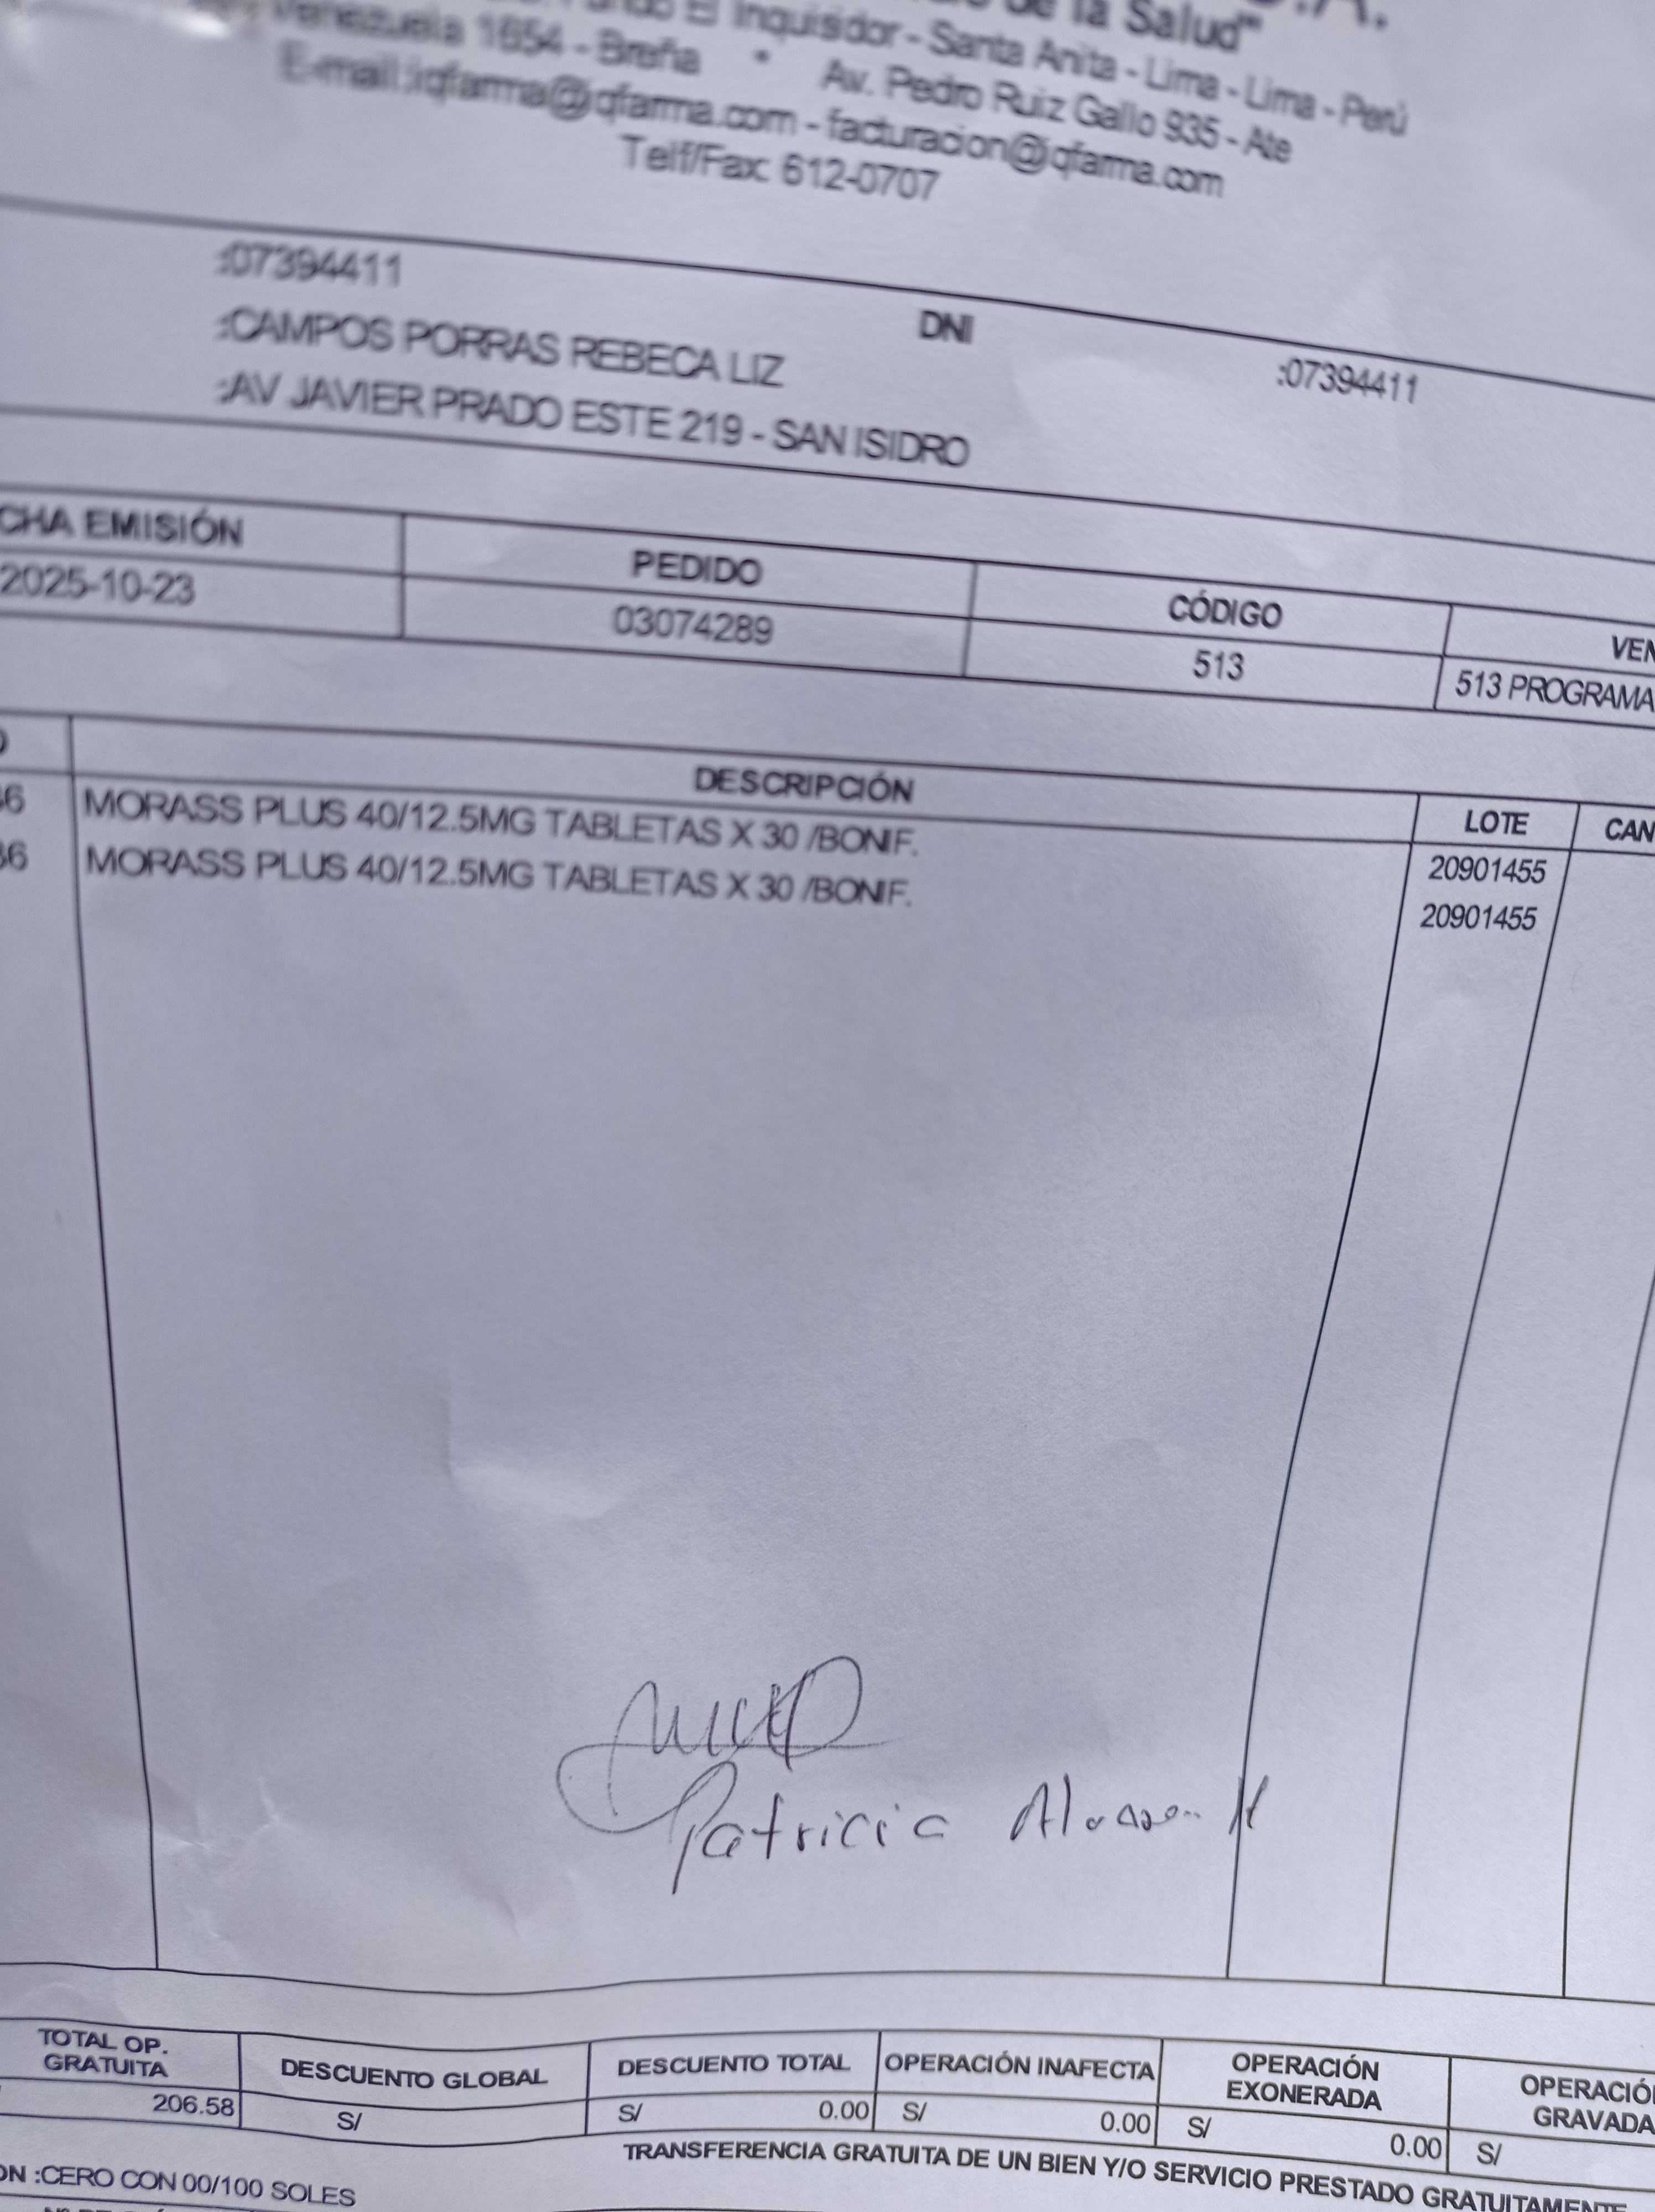 de la Salud"
El Inquisidor - Santa Anita - Lima - Lima - Perú
Venezuela 1654 - Breña * Av. Pedro Ruiz Gallo 935 - Ate
E-mail:iqfarma@iqfarma.com - facturacion@iqfarma.com
Telf/Fax: 612-0707
:07394411 DNI :07394411
:CAMPOS PORRAS REBECA LIZ
:AV JAVIER PRADO ESTE 219 - SAN ISIDRO
CHA EMISIÓN PEDIDO CÓDIGO VEN
2025-10-23 03074289 513 513 PROGRAMA
DESCRIPCIÓN LOTE CAN
MORASS PLUS 40/12.5MG TABLETAS X 30 /BONIF. 20901455
MORASS PLUS 40/12.5MG TABLETAS X 30 /BONIF. 20901455
Patricia
TOTAL OP. GRATUITA DESCUENTO GLOBAL DESCUENTO TOTAL OPERACIÓN INAFECTA OPERACIÓN EXONERADA OPERACIÓ GRAVADA
206.58 S/ S/ 0.00 S/ 0.00 S/ 0.00 S/
TRANSFERENCIA GRATUITA DE UN BIEN Y/O SERVICIO PRESTADO GRATUITAMENTE
ON :CERO CON 00/100 SOLES